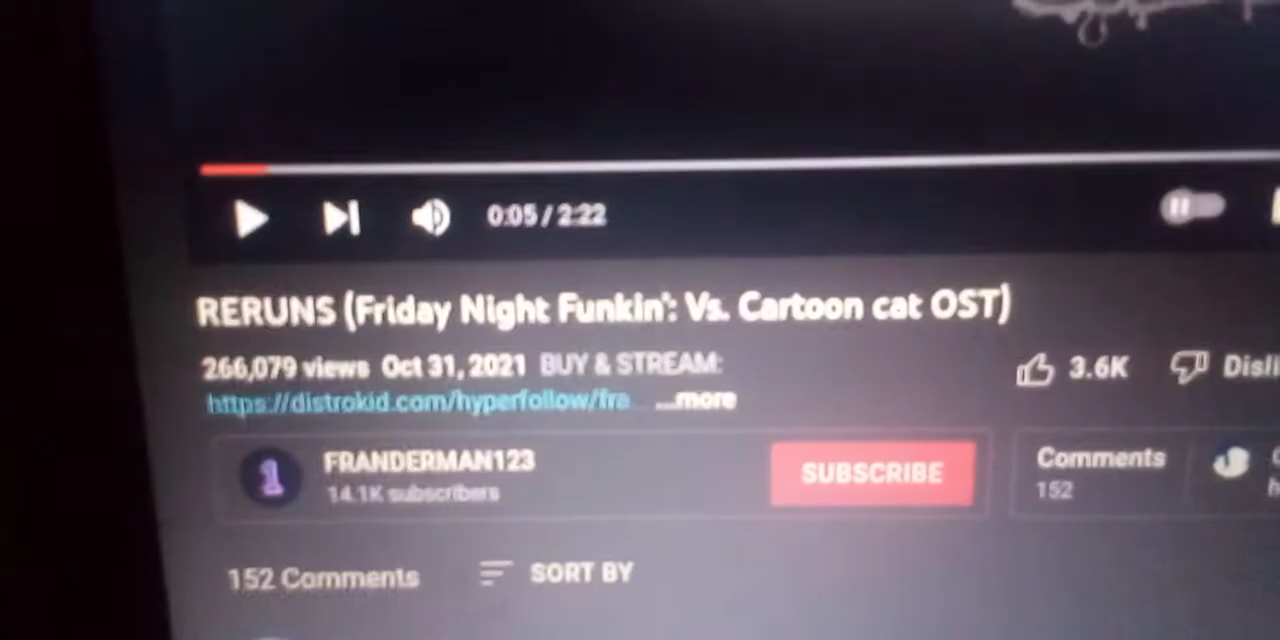 0:05 / 2:22
RERUNS (Friday Night Funkin': Vs. Cartoon cat OST)
266,079 views Oct 31, 2021 BUY & STREAM:
https://distrokid.com/hyperfollow/fra ...more
3.6K Disli
FRANDERMAN123
14.1K subscribers
SUBSCRIBE
Comments
152
152 Comments
SORT BY